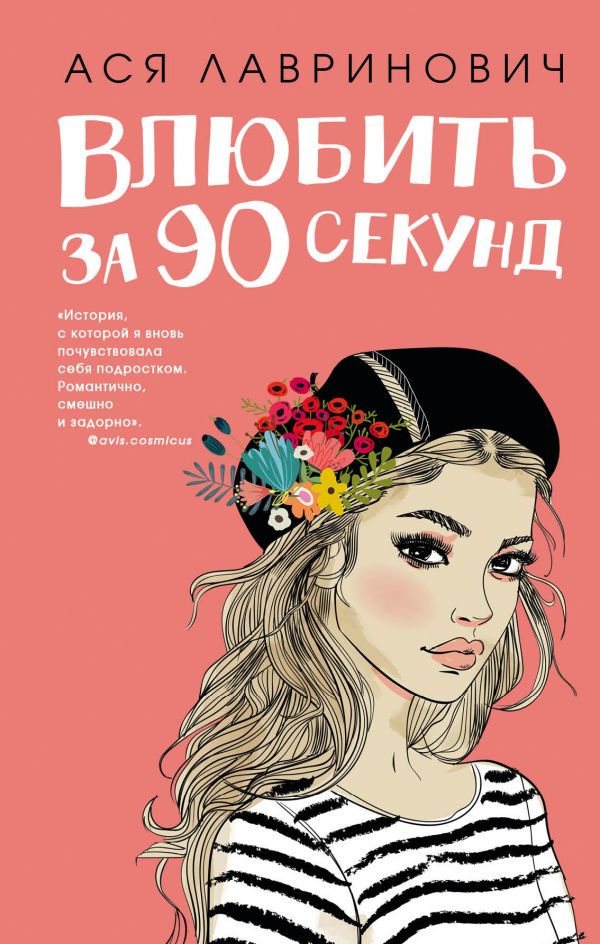 АСЯ ЛАВРИНОВИЧ
ВЛЮБИТЬ
ЗА 90 СЕКУНД
«История,
с которой я вновь
почувствовала
себя подростком.
Романтично,
смешно
и задорно».
@avis.cosmicus